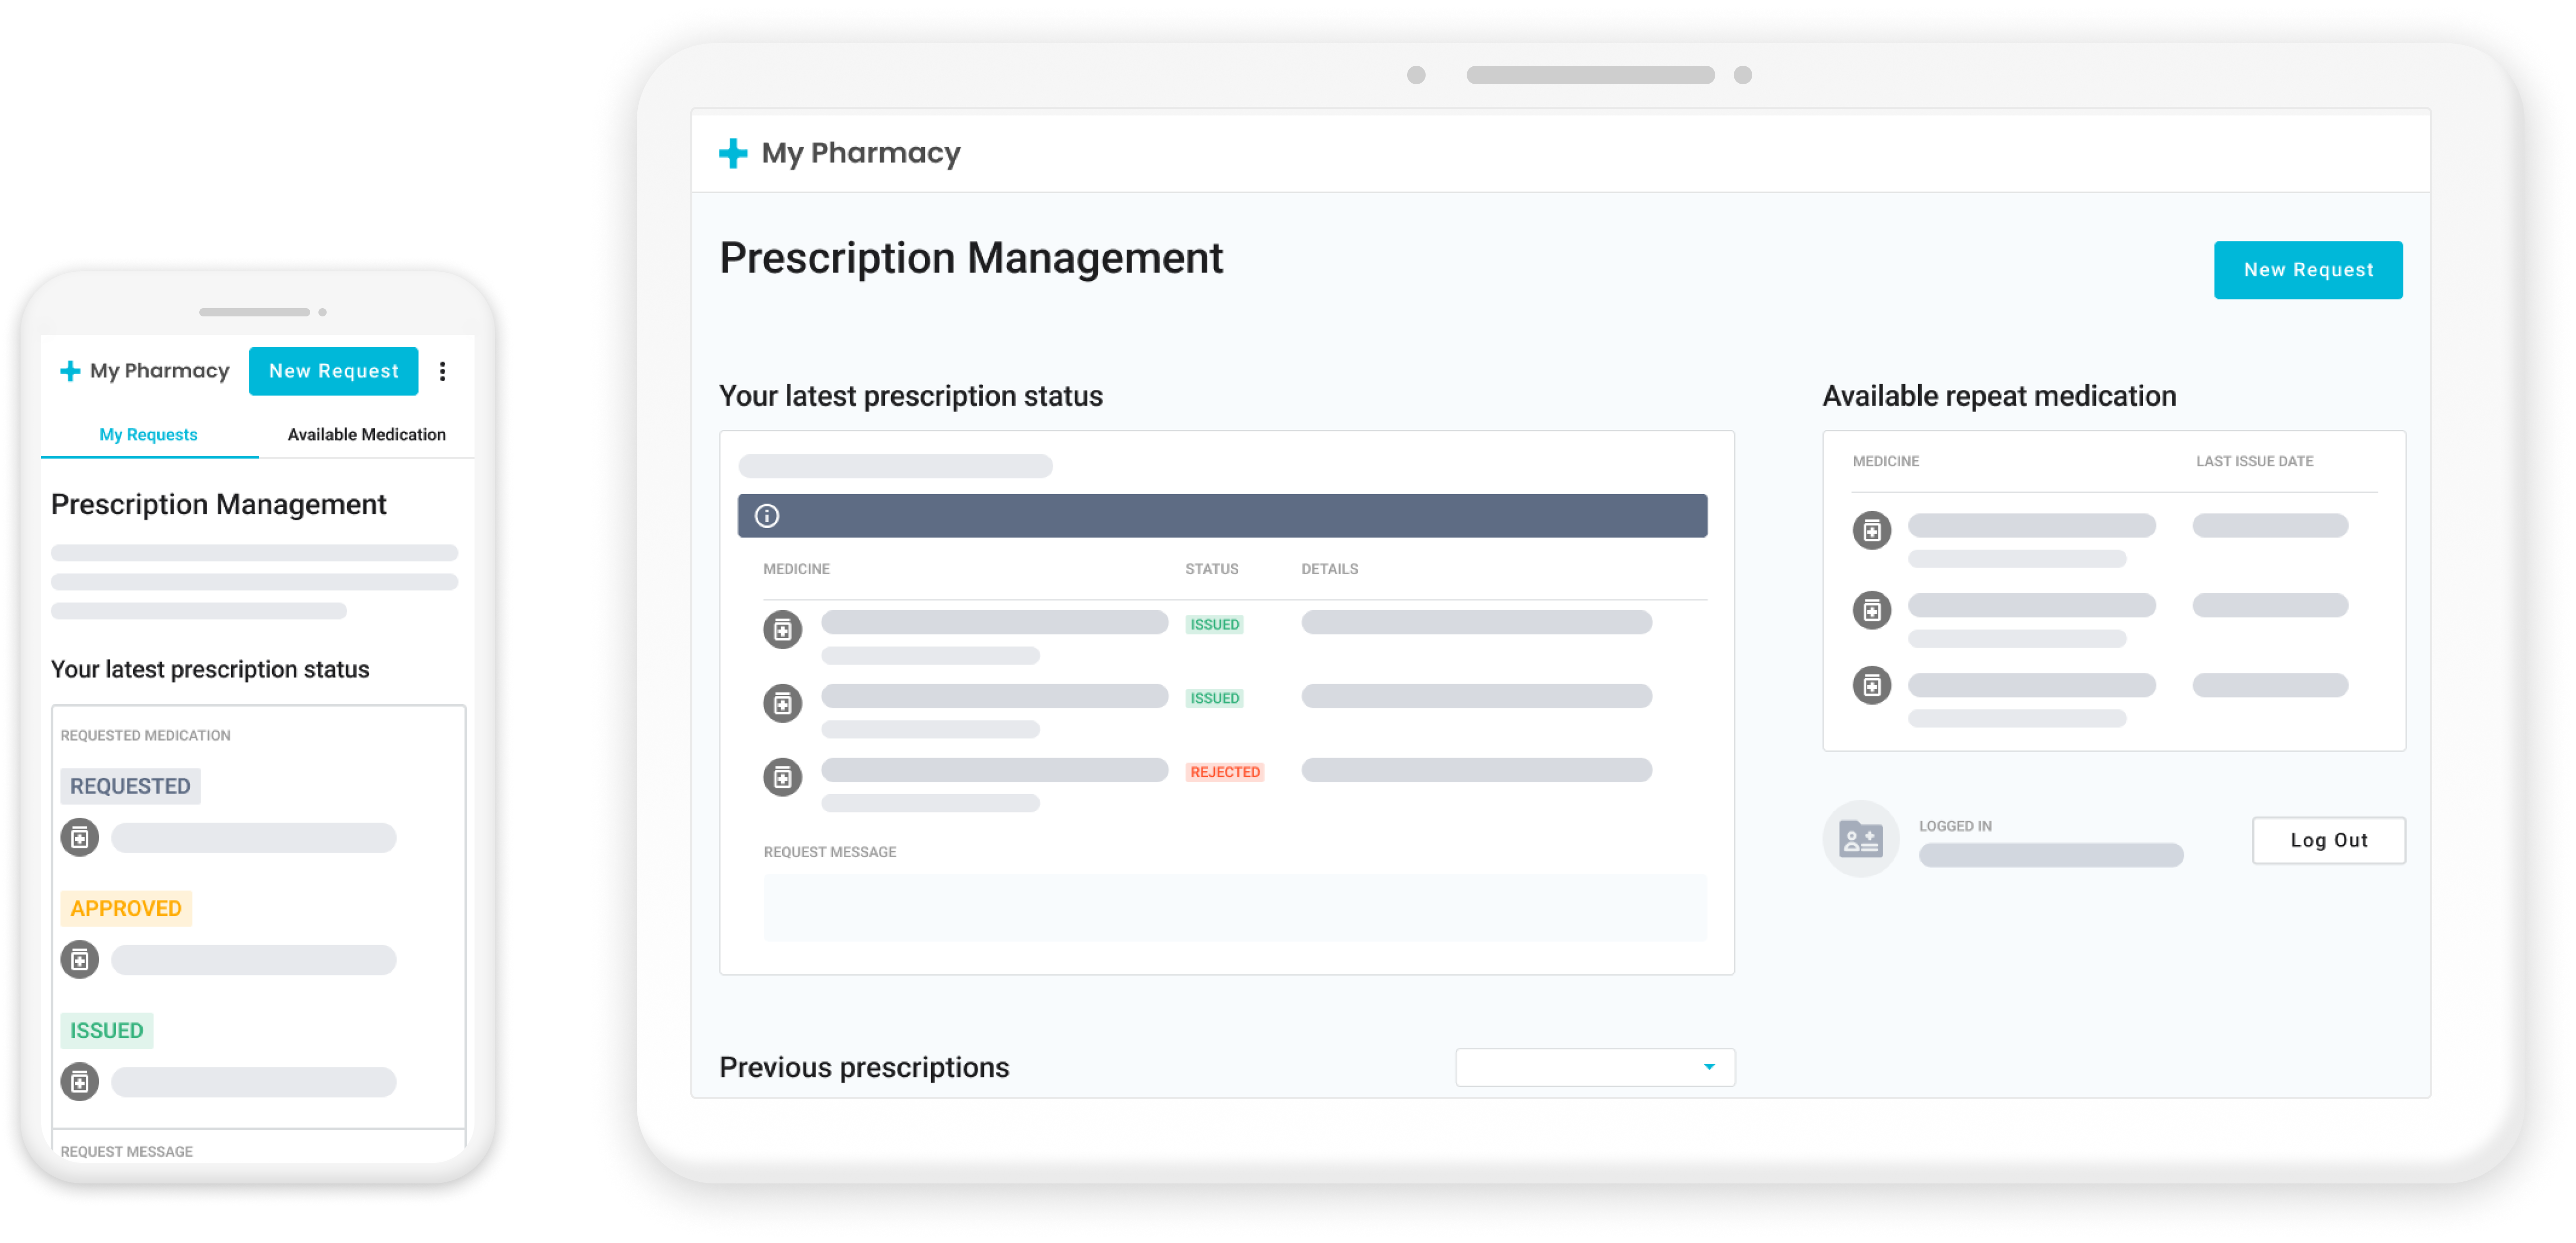 My Pharmacy
New Request
My Requests
Available Medication
Prescription Management
Your latest prescription status
REQUESTED MEDICATION
REQUESTED
APPROVED
ISSUED
REQUEST MESSAGE
My Pharmacy
Prescription Management
New Request
Your latest prescription status
MEDICINE STATUS DETAILS
ISSUED
ISSUED
REJECTED
REQUEST MESSAGE
Previous prescriptions
Available repeat medication
MEDICINE LAST ISSUE DATE
LOGGED IN
Log Out